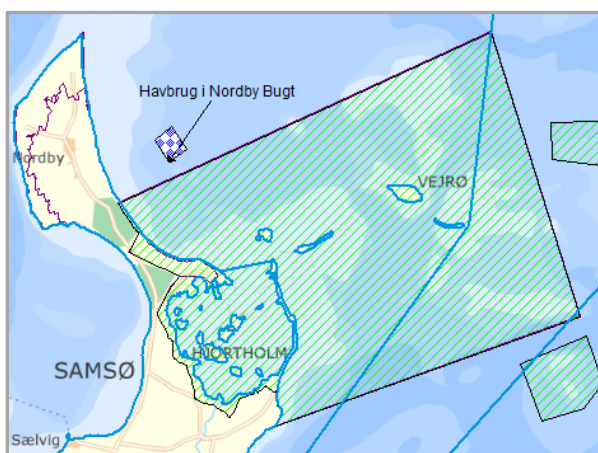 Havbrug i Nordby Bugt
Nordby
VEJRØ
HJORTHOLM
SAMSØ
Sælvig